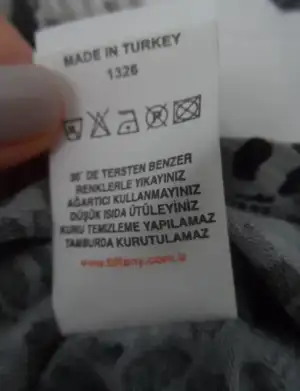 MADE IN TURKEY
1326
30° DE TERSTEN BENZER
RENKLERLE YIKAYINIZ
AĞARTICI KULLANMAYINIZ
DÜŞÜK ISIDA ÜTÜLEYİNİZ
KURU TEMİZLEME YAPILAMAZ
TAMBURDA KURUTULAMAZ